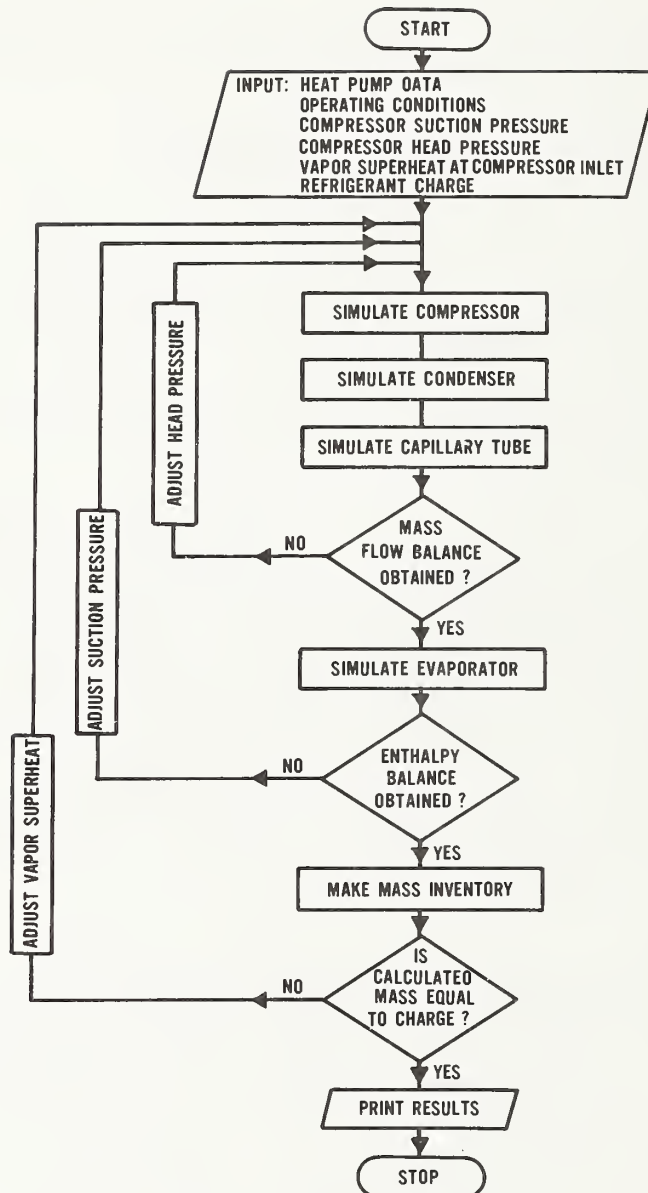 START
INPUT: HEAT PUMP OATA
OPERATING CONDITIONS
COMPRESSOR SUCTION PRESSURE
COMPRESSOR HEAD PRESSURE
VAPOR SUPERHEAT AT COMPRESSOR INLET
REFRIGERANT CHARGE
SIMULATE COMPRESSOR
SIMULATE CONDENSER
SIMULATE CAPILLARY TUBE
ADJUST HEAD PRESSURE
MASS
FLOW BALANCE
OBTAINED ?
NO
YES
SIMULATE EVAPORATOR
ADJUST SUCTION PRESSURE
ENTHALPY
BALANCE
OBTAINED ?
NO
YES
MAKE MASS INVENTORY
ADJUST VAPOR SUPERHEAT
IS
CALCULATED
MASS EQUAL
TO CHARGE ?
NO
YES
PRINT RESULTS
STOP